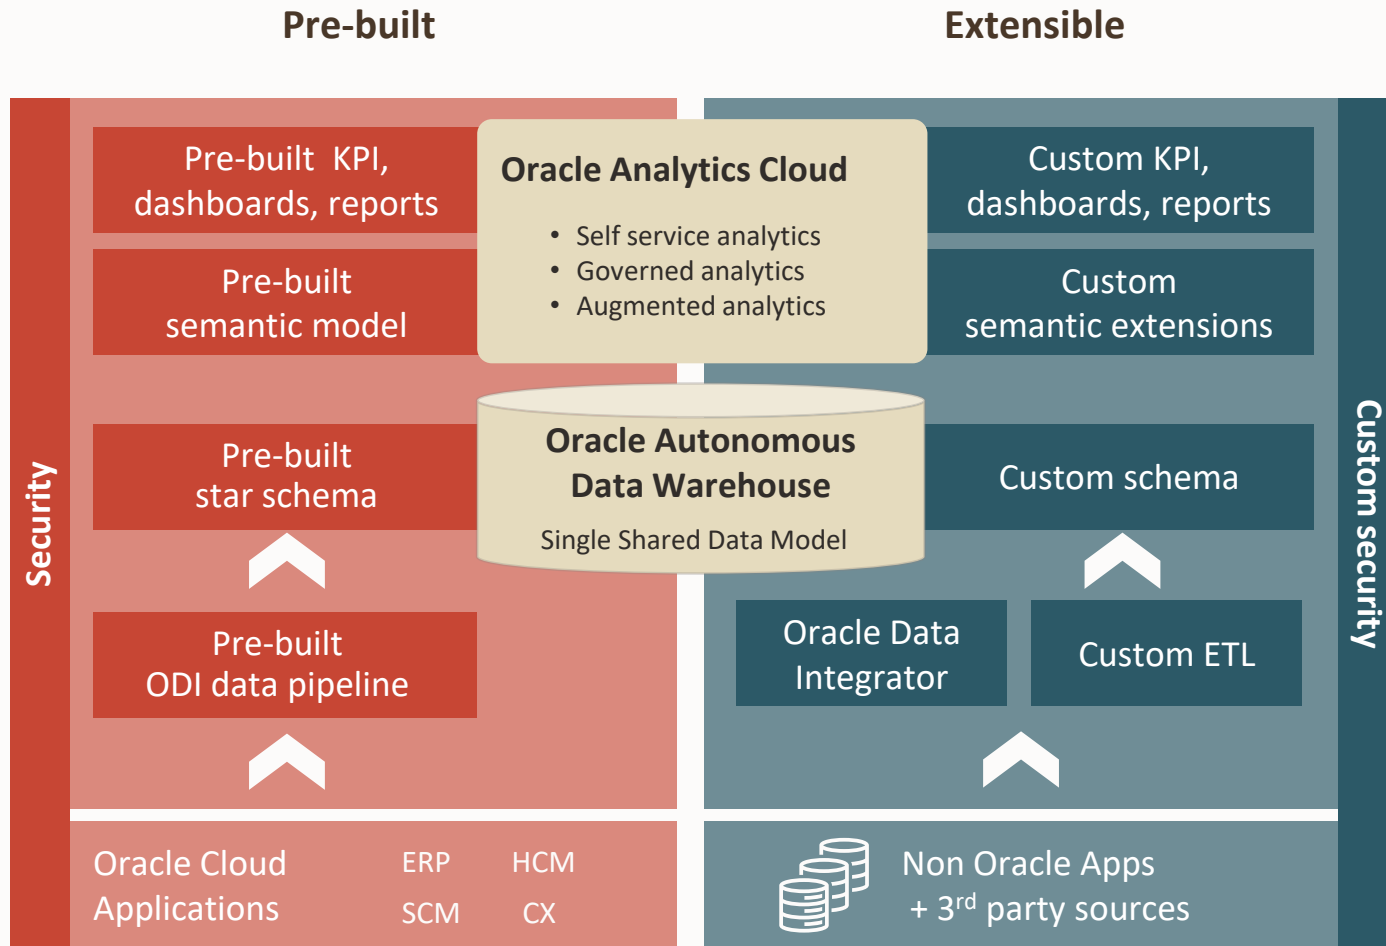 Pre-built
Extensible
Security
Pre-built KPI,
dashboards, reports
Pre-built
semantic model
Pre-built
star schema
Pre-built
ODI data pipeline
Oracle Cloud
Applications
ERP HCM
SCM CX
Oracle Analytics Cloud
• Self service analytics
• Governed analytics
• Augmented analytics
Oracle Autonomous
Data Warehouse
Single Shared Data Model
Custom KPI,
dashboards, reports
Custom
semantic extensions
Custom schema
Oracle Data
Integrator
Custom ETL
Non Oracle Apps
+ 3rd party sources
Custom security